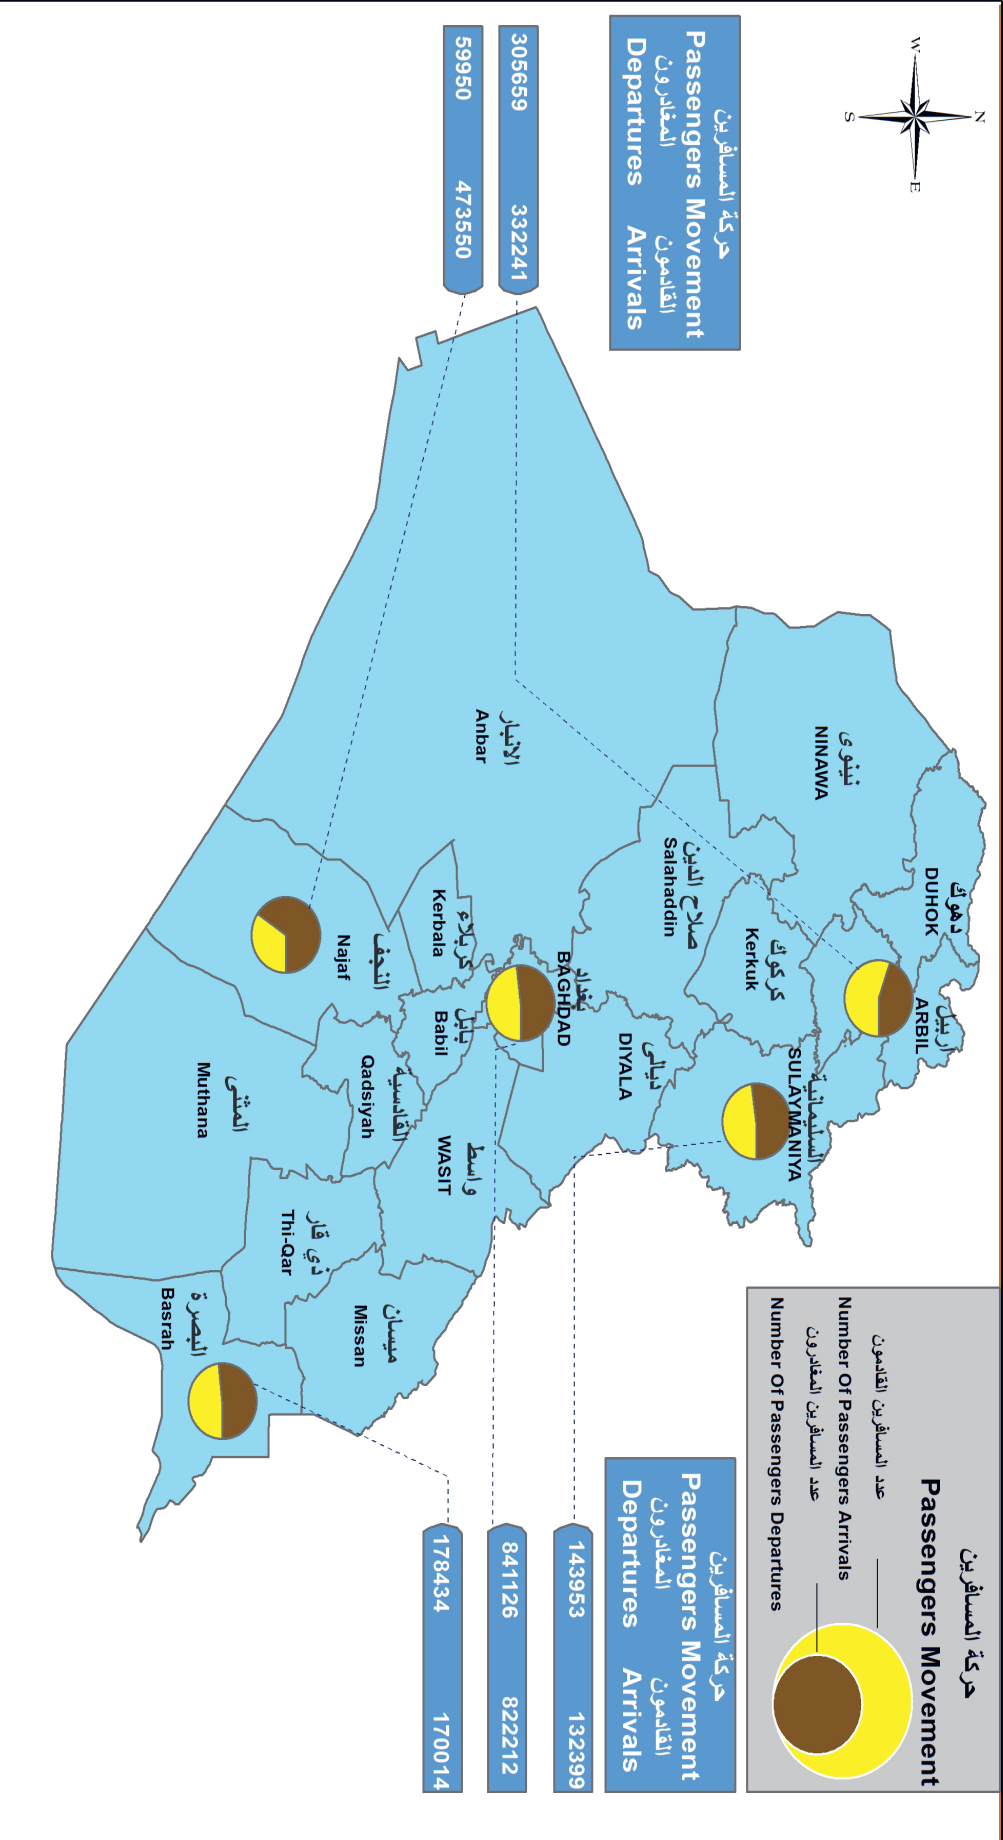 حركة المسافرين
Passengers Movement
المغادرون القادمون
Departures Arrivals
305659 332241
59950 473550
N
W
E
S
حركة المسافرين
Passengers Movement
عدد المسافرين القادمون
Number Of Passengers Arrivals
عدد المسافرين المغادرون
Number Of Passengers Departures
دهوك
DUHOK
نينوى
NINAWA
اربيل
ARBIL
السليمانية
SULAYMANIYA
كركوك
Kerkuk
صلاح الدين
Salahaddin
ديالى
DIYALA
الانبار
Anbar
بغداد
BAGHDAD
كربلاء
Kerbala
بابل
Babil
واسط
WASIT
النجف
Najaf
القادسية
Qadsiyah
ميسان
Missan
ذي قار
Thi-Qar
المثنى
Muthana
البصرة
Basrah
حركة المسافرين
Passengers Movement
المغادرون القادمون
Departures Arrivals
143953 132399
841126 822212
178434 170014